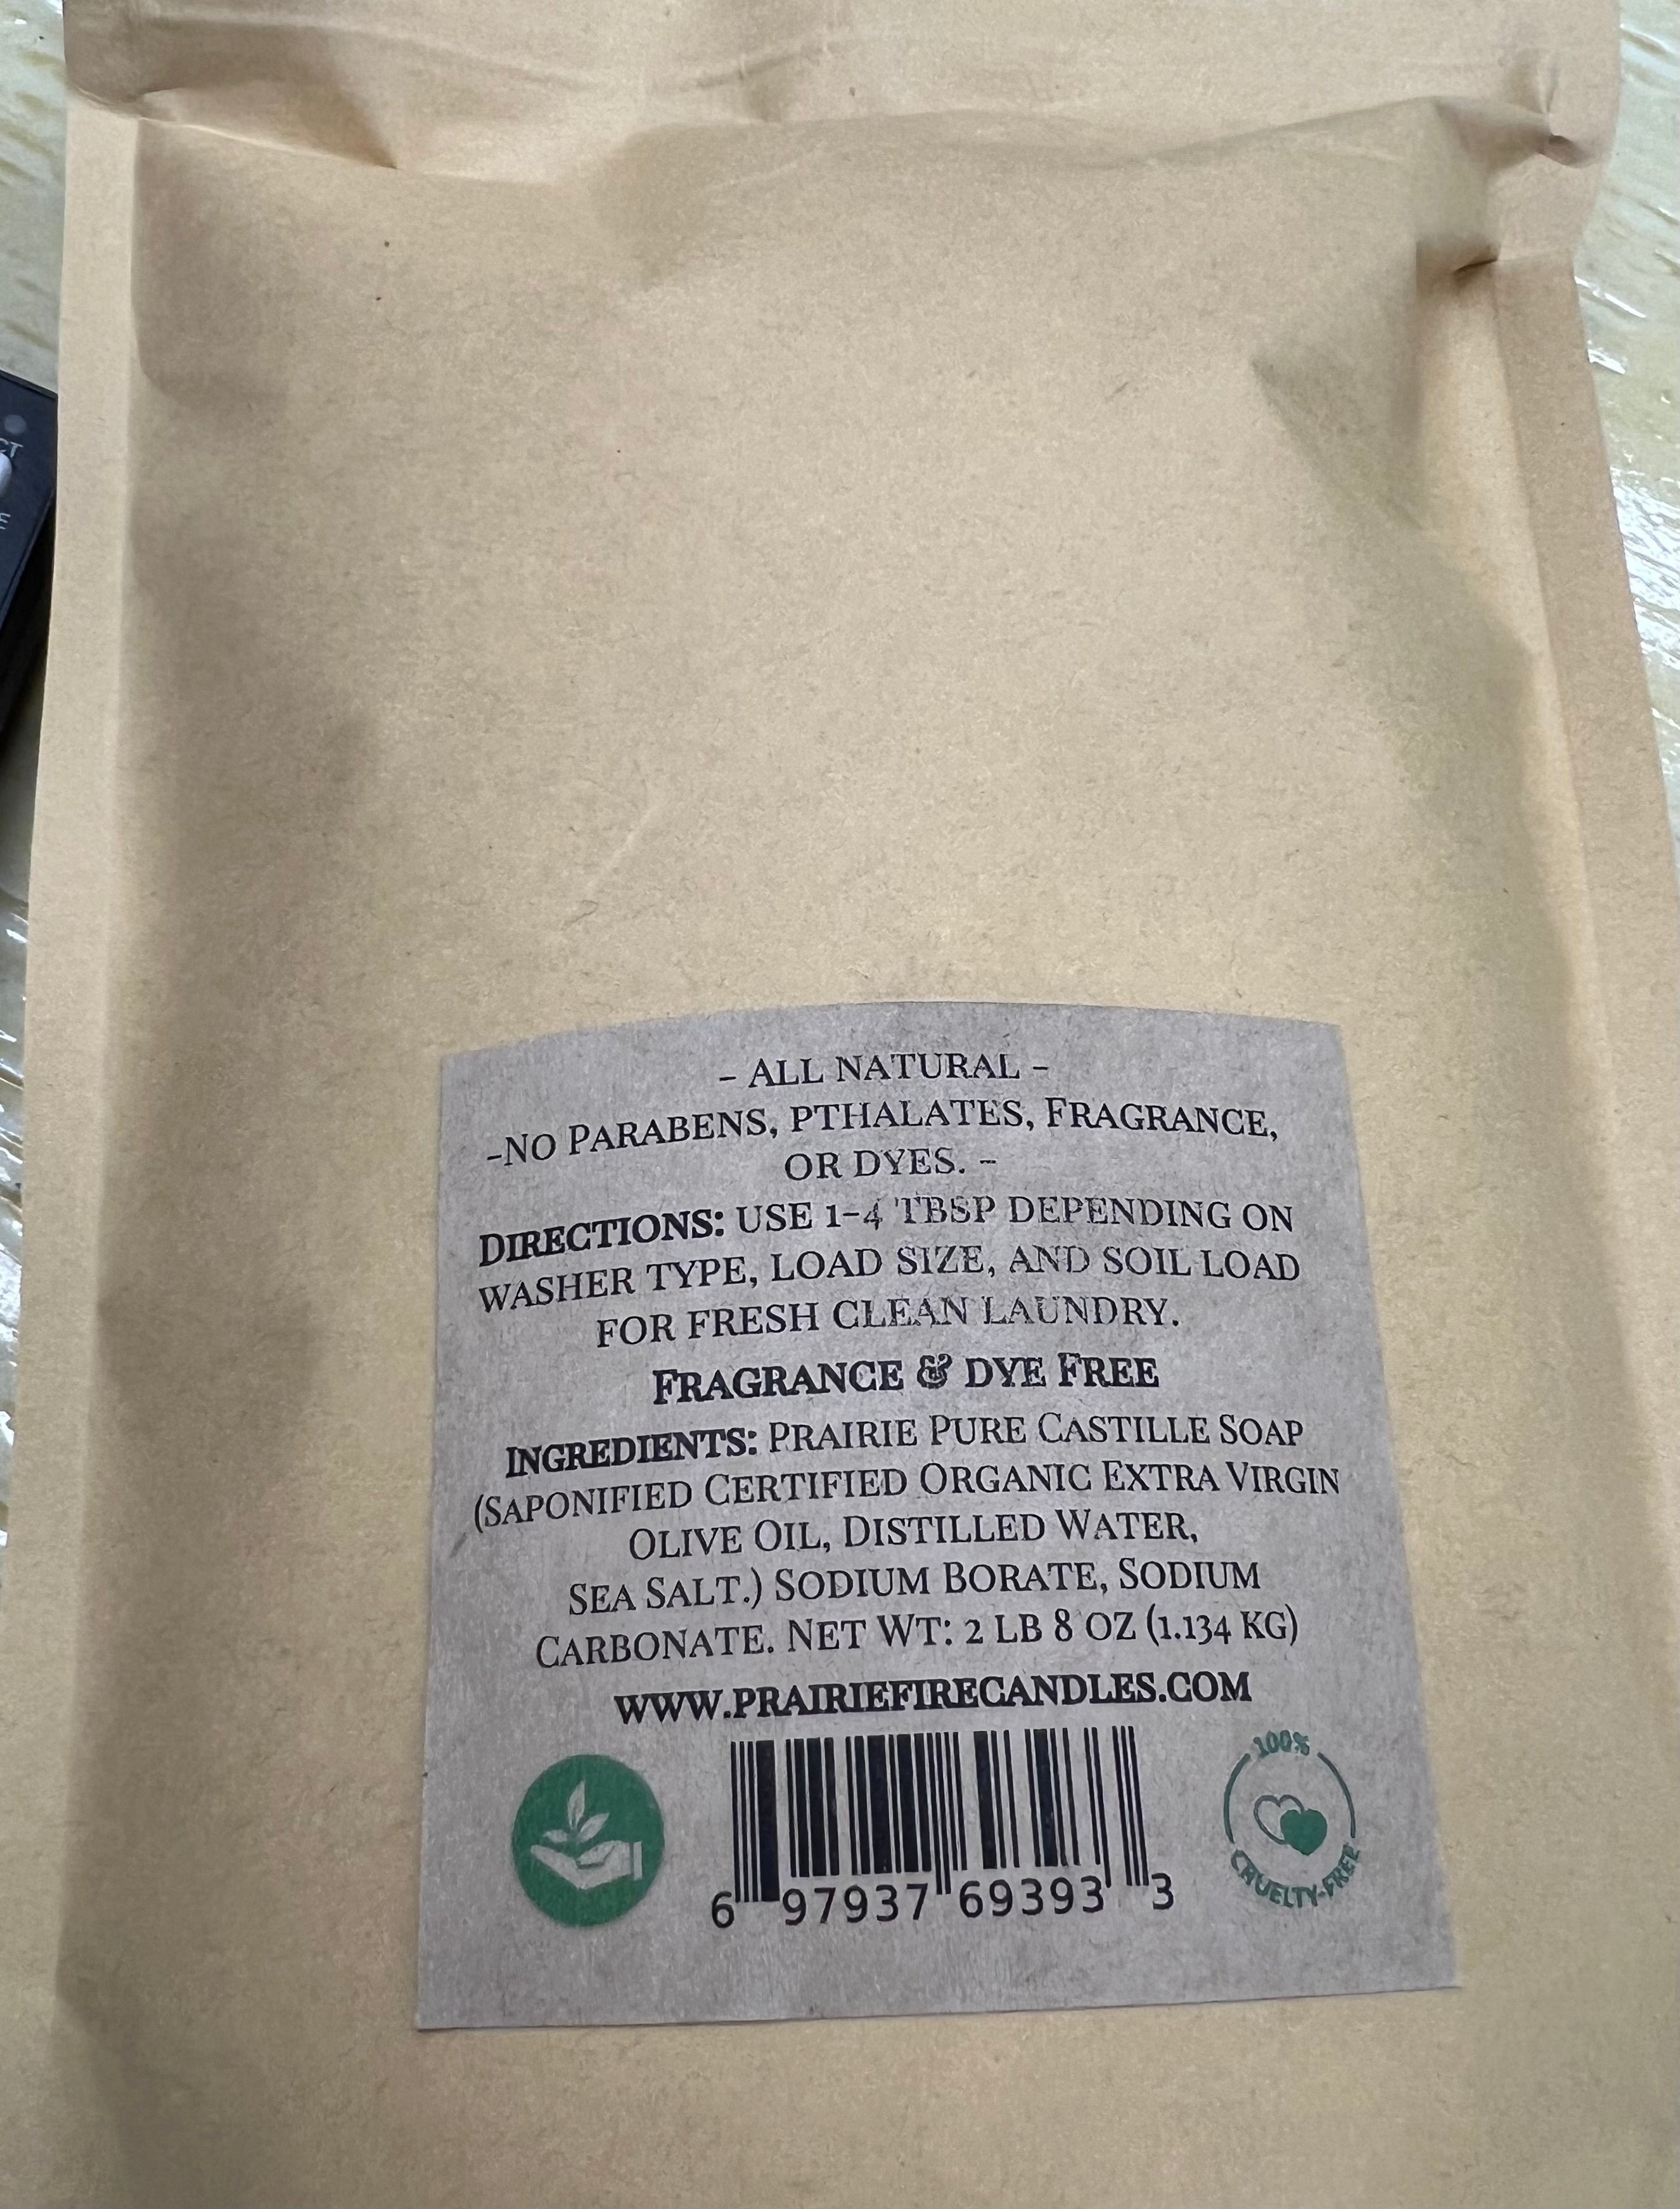 - ALL NATURAL -
-NO PARABENS, PTHALATES, FRAGRANCE,
OR DYES. -
DIRECTIONS: USE 1-4 TBSP DEPENDING ON
WASHER TYPE, LOAD SIZE, AND SOIL LOAD
FOR FRESH CLEAN LAUNDRY.
FRAGRANCE & DYE FREE
INGREDIENTS: PRAIRIE PURE CASTILLE SOAP
(SAPONIFIED CERTIFIED ORGANIC EXTRA VIRGIN
OLIVE OIL, DISTILLED WATER,
SEA SALT.) SODIUM BORATE, SODIUM
CARBONATE. NET WT: 2 LB 8 OZ (1.134 KG)
WWW.PRAIRIEFIRECANDLES.COM
6 97937 69393 3
100%
CRUELTY-FREE